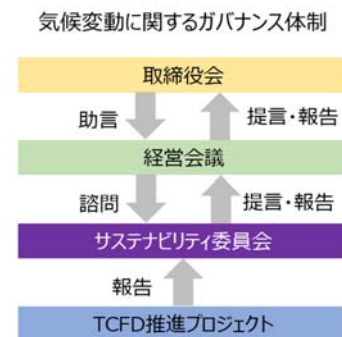 気候変動に関するガバナンス体制
取締役会
助言
提言・報告
経営会議
諮問
提言・報告
サステナビリティ委員会
報告
TCFD推進プロジェクト